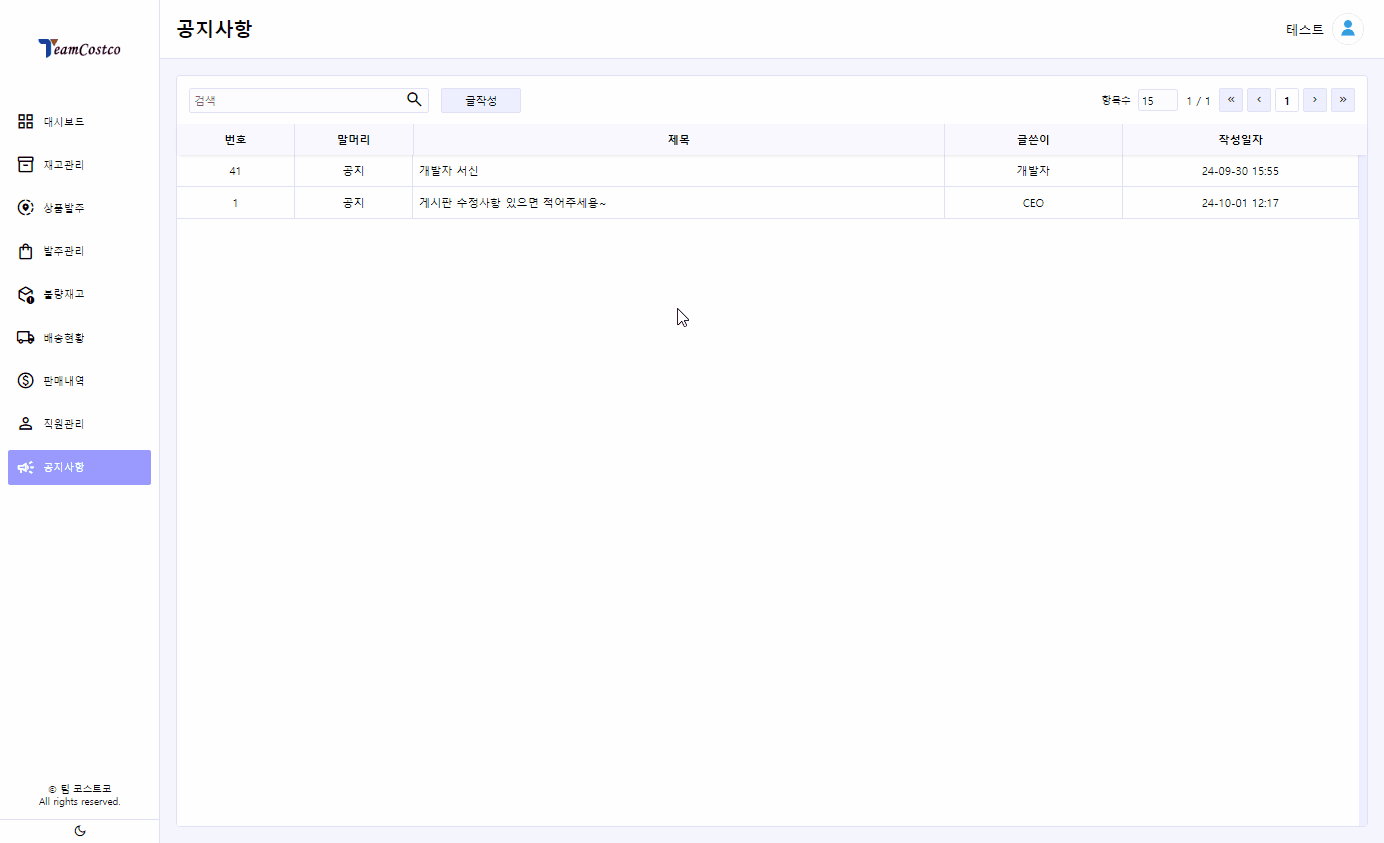 TeamCostco
대시보드
재고관리
상품발주
발주관리
불량재고
배송현황
판매내역
직원관리
공지사항
© 팀 코스트코
All rights reserved.
공지사항
테스트
검색
글작성
항목수 15 1 / 1 « ‹ 1 › »
번호 말머리 제목 글쓴이 작성일자
41 공지 개발자 서신 개발자 24-09-30 15:55
1 공지 게시판 수정사항 있으면 적어주세용~ CEO 24-10-01 12:17